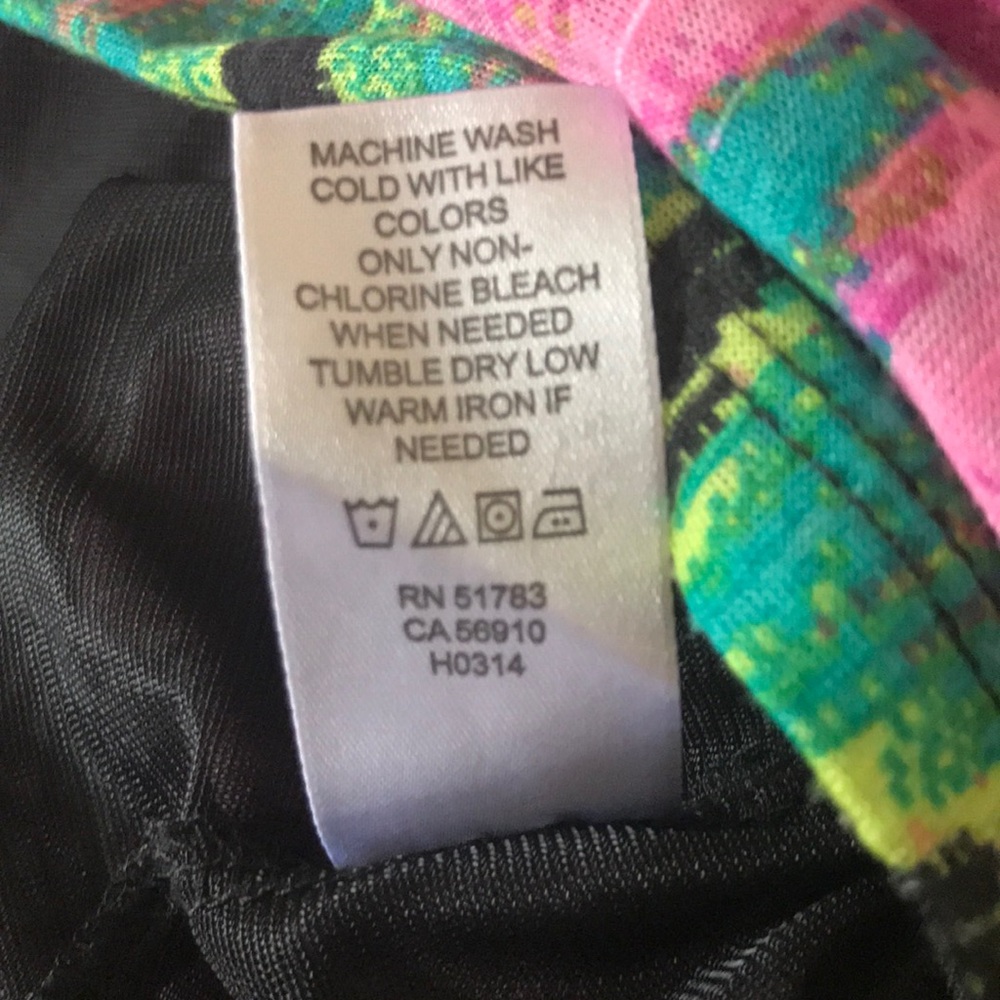 MACHINE WASH
COLD WITH LIKE
COLORS
ONLY NON-
CHLORINE BLEACH
WHEN NEEDED
TUMBLE DRY LOW
WARM IRON IF
NEEDED
RN 51783
CA 56910
H0314